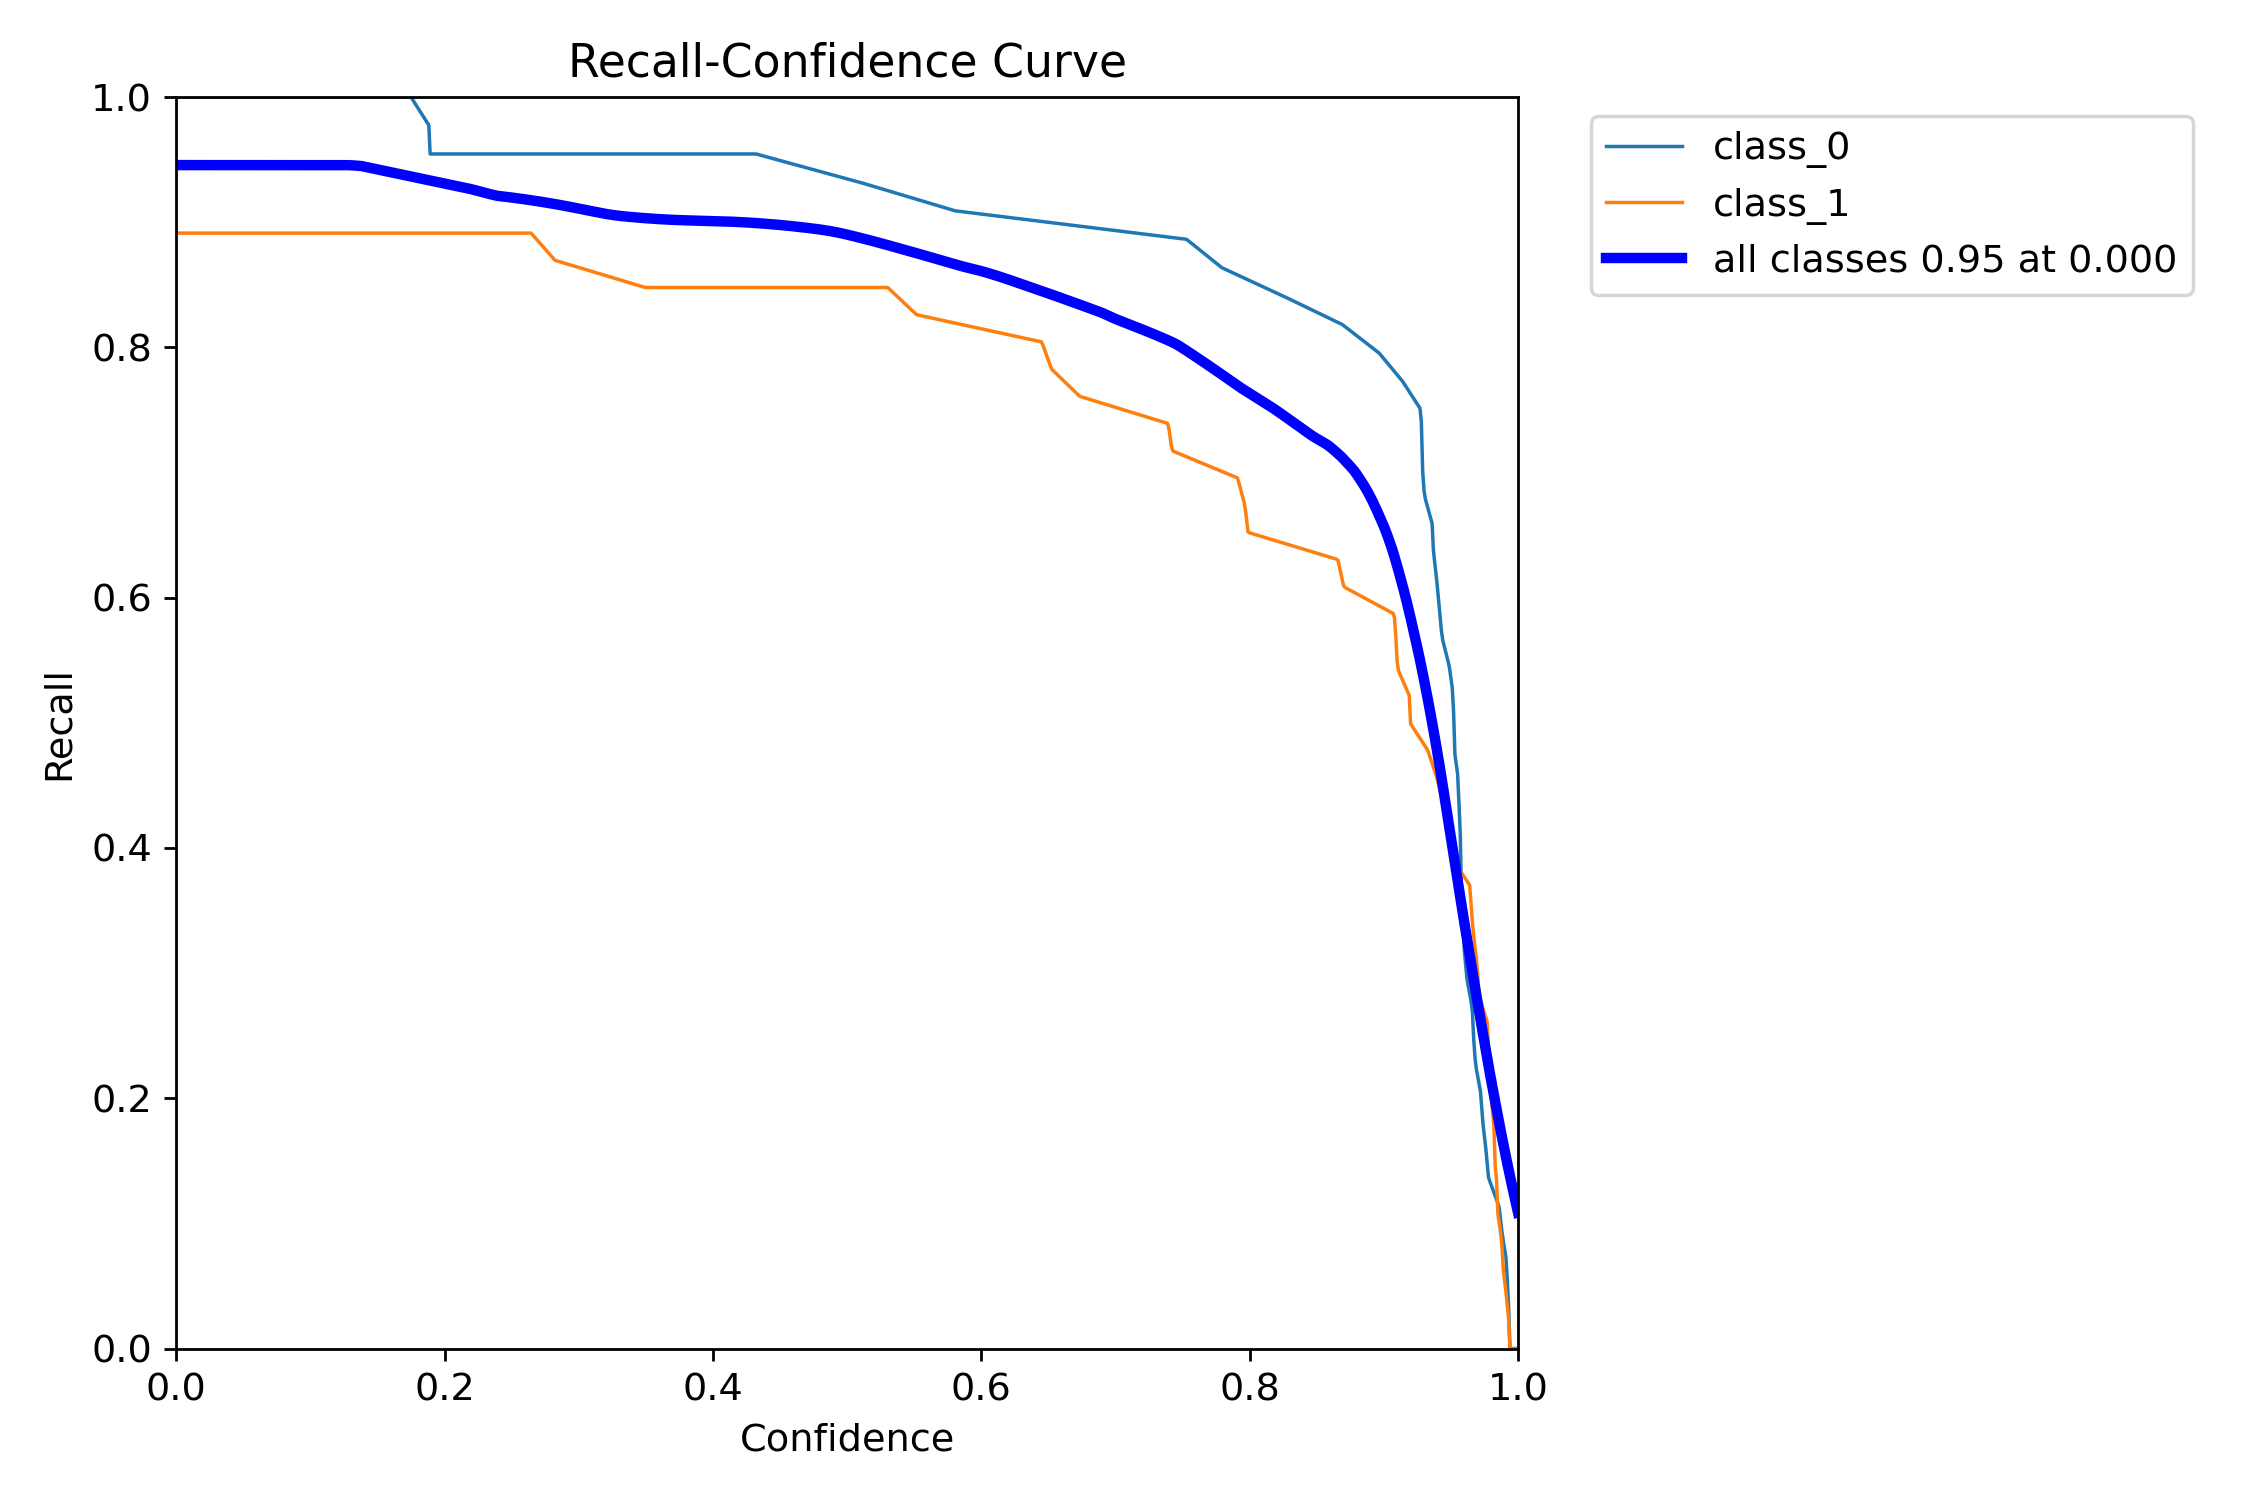 Recall-Confidence Curve
1.0
0.8
0.6
0.4
0.2
0.0
Recall
0.0 0.2 0.4 0.6 0.8 1.0
Confidence
class_0
class_1
all classes 0.95 at 0.000